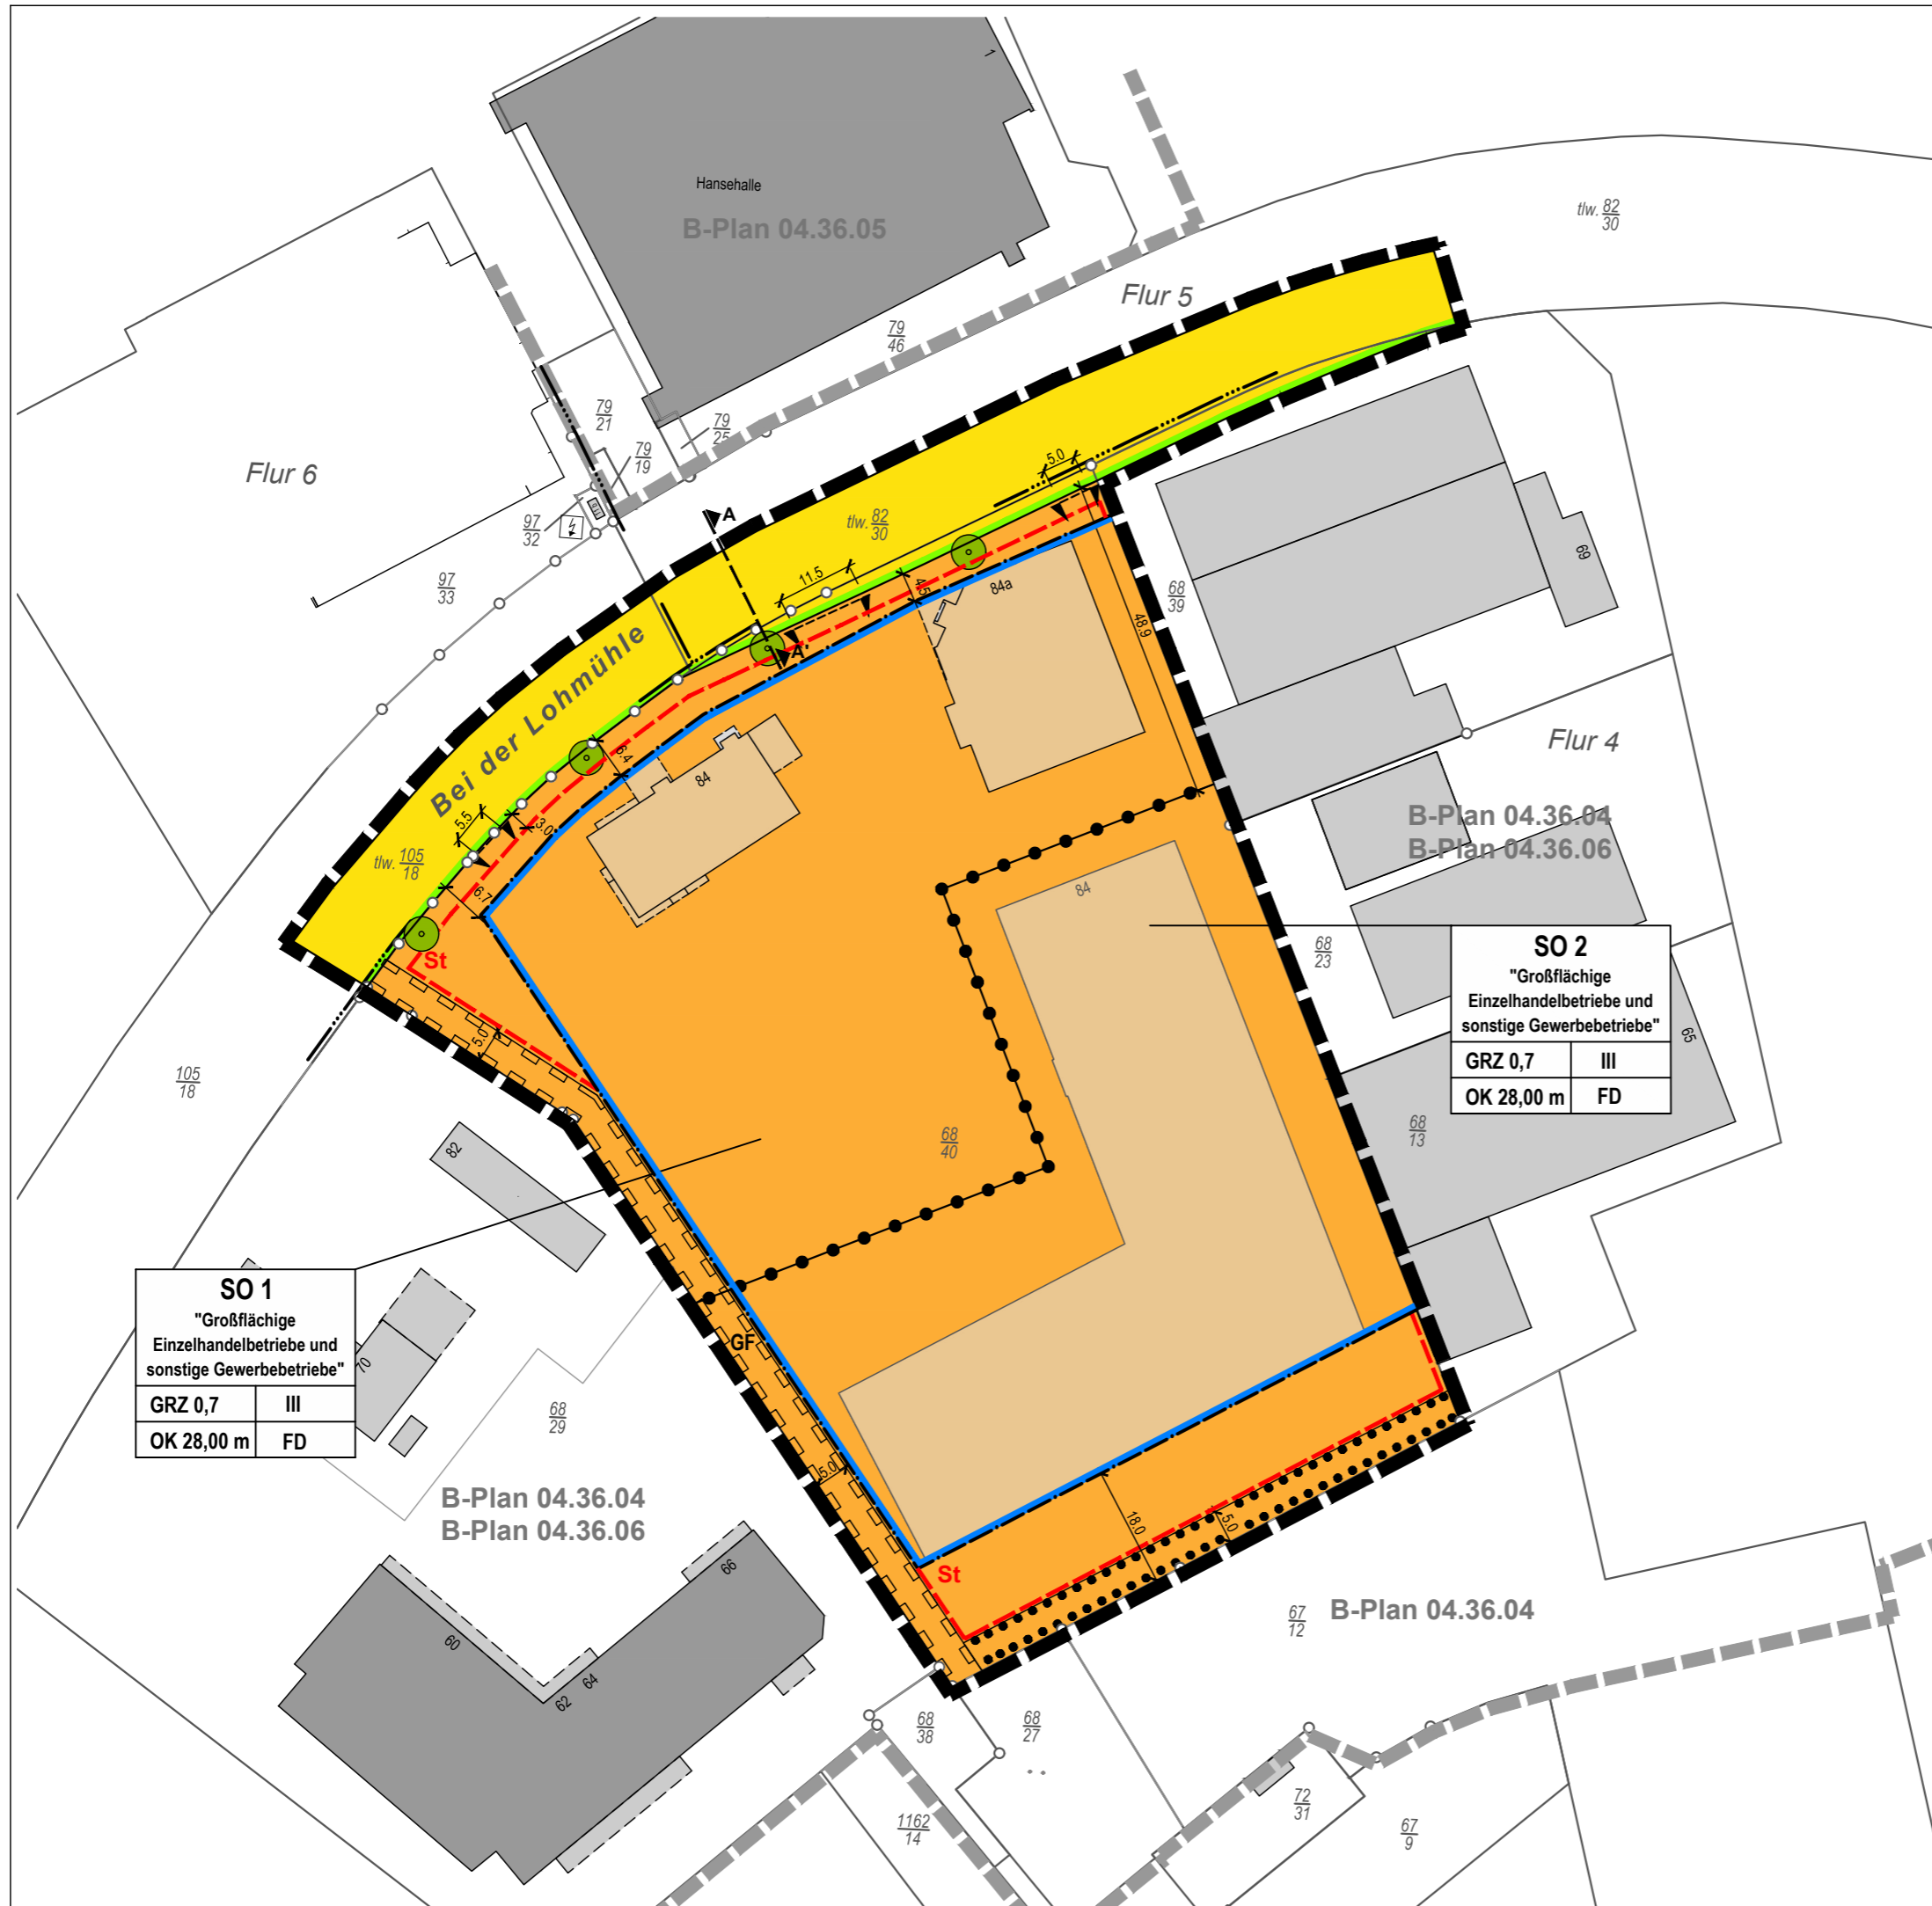 1
Hansehalle
B-Plan 04.36.05
tlw. 82
30
Flur 5
79
46
79
21
79
25
79
19
Flur 6
97
32
97
33
A
tlw. 82
30
5.0
11.5
4.5
84a
A'
48.9
68
39
69
Flur 4
Bei der Lohmühle
6.4
84
5.5
3.0
tlw. 105
18
6.7
B-Plan 04.36.04
B-Plan 04.36.06
84
St
5.0
68
23
SO 2
"Großflächige
Einzelhandelbetriebe und
sonstige Gewerbebetriebe"
GRZ 0,7 III
OK 28,00 m FD
65
105
18
68
40
68
13
82
SO 1
"Großflächige
Einzelhandelbetriebe und
sonstige Gewerbebetriebe"
GRZ 0,7 III
OK 28,00 m FD
70
GF
68
29
5.0
B-Plan 04.36.04
B-Plan 04.36.06
18.0
5.0
St
66
60
62
64
67
12
B-Plan 04.36.04
68
38
68
27
72
31
1162
14
67
9